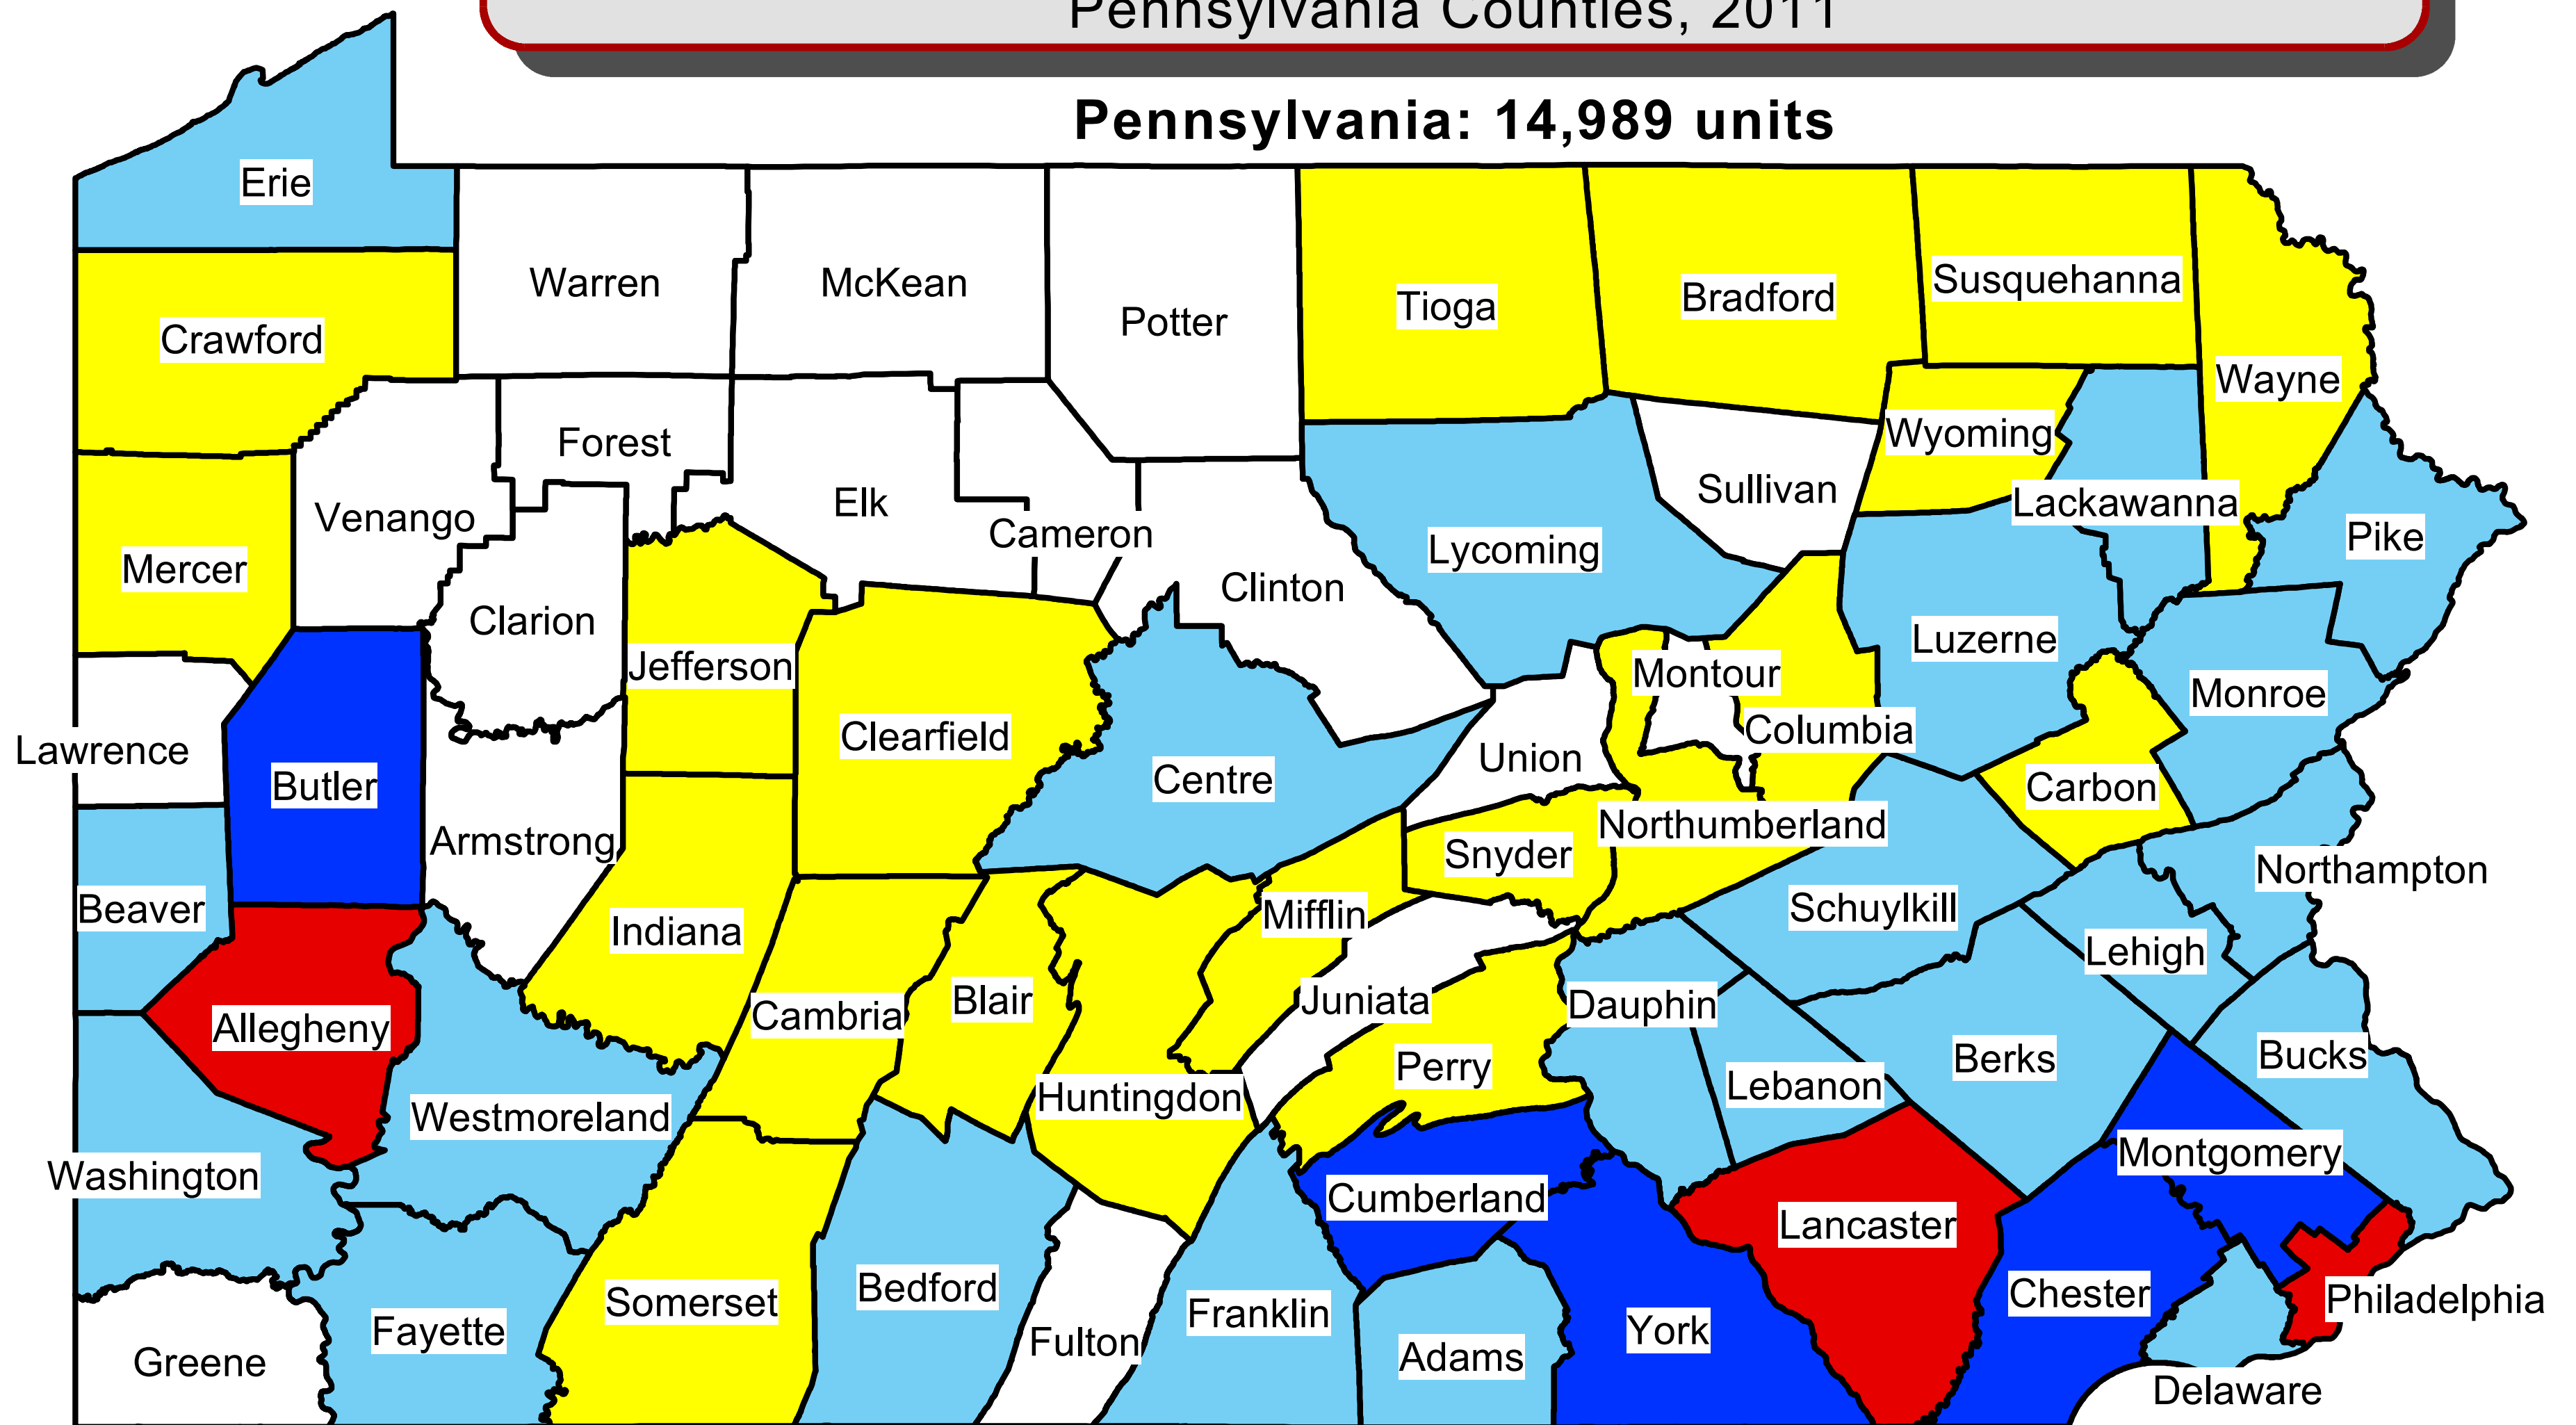 Pennsylvania Counties, 2011
Pennsylvania: 14,989 units
Erie
Warren
McKean
Potter
Tioga
Bradford
Susquehanna
Wayne
Crawford
Forest
Wyoming
Venango
Elk
Cameron
Sullivan
Lackawanna
Pike
Mercer
Clarion
Clinton
Lycoming
Luzerne
Jefferson
Montour
Monroe
Lawrence
Butler
Clearfield
Centre
Union
Columbia
Carbon
Armstrong
Snyder
Northumberland
Northampton
Beaver
Indiana
Mifflin
Schuylkill
Lehigh
Allegheny
Cambria
Blair
Juniata
Dauphin
Westmoreland
Huntingdon
Perry
Lebanon
Berks
Bucks
Washington
Cumberland
Lancaster
Montgomery
Somerset
Bedford
Franklin
Chester
Philadelphia
Greene
Fayette
Fulton
Adams
York
Delaware